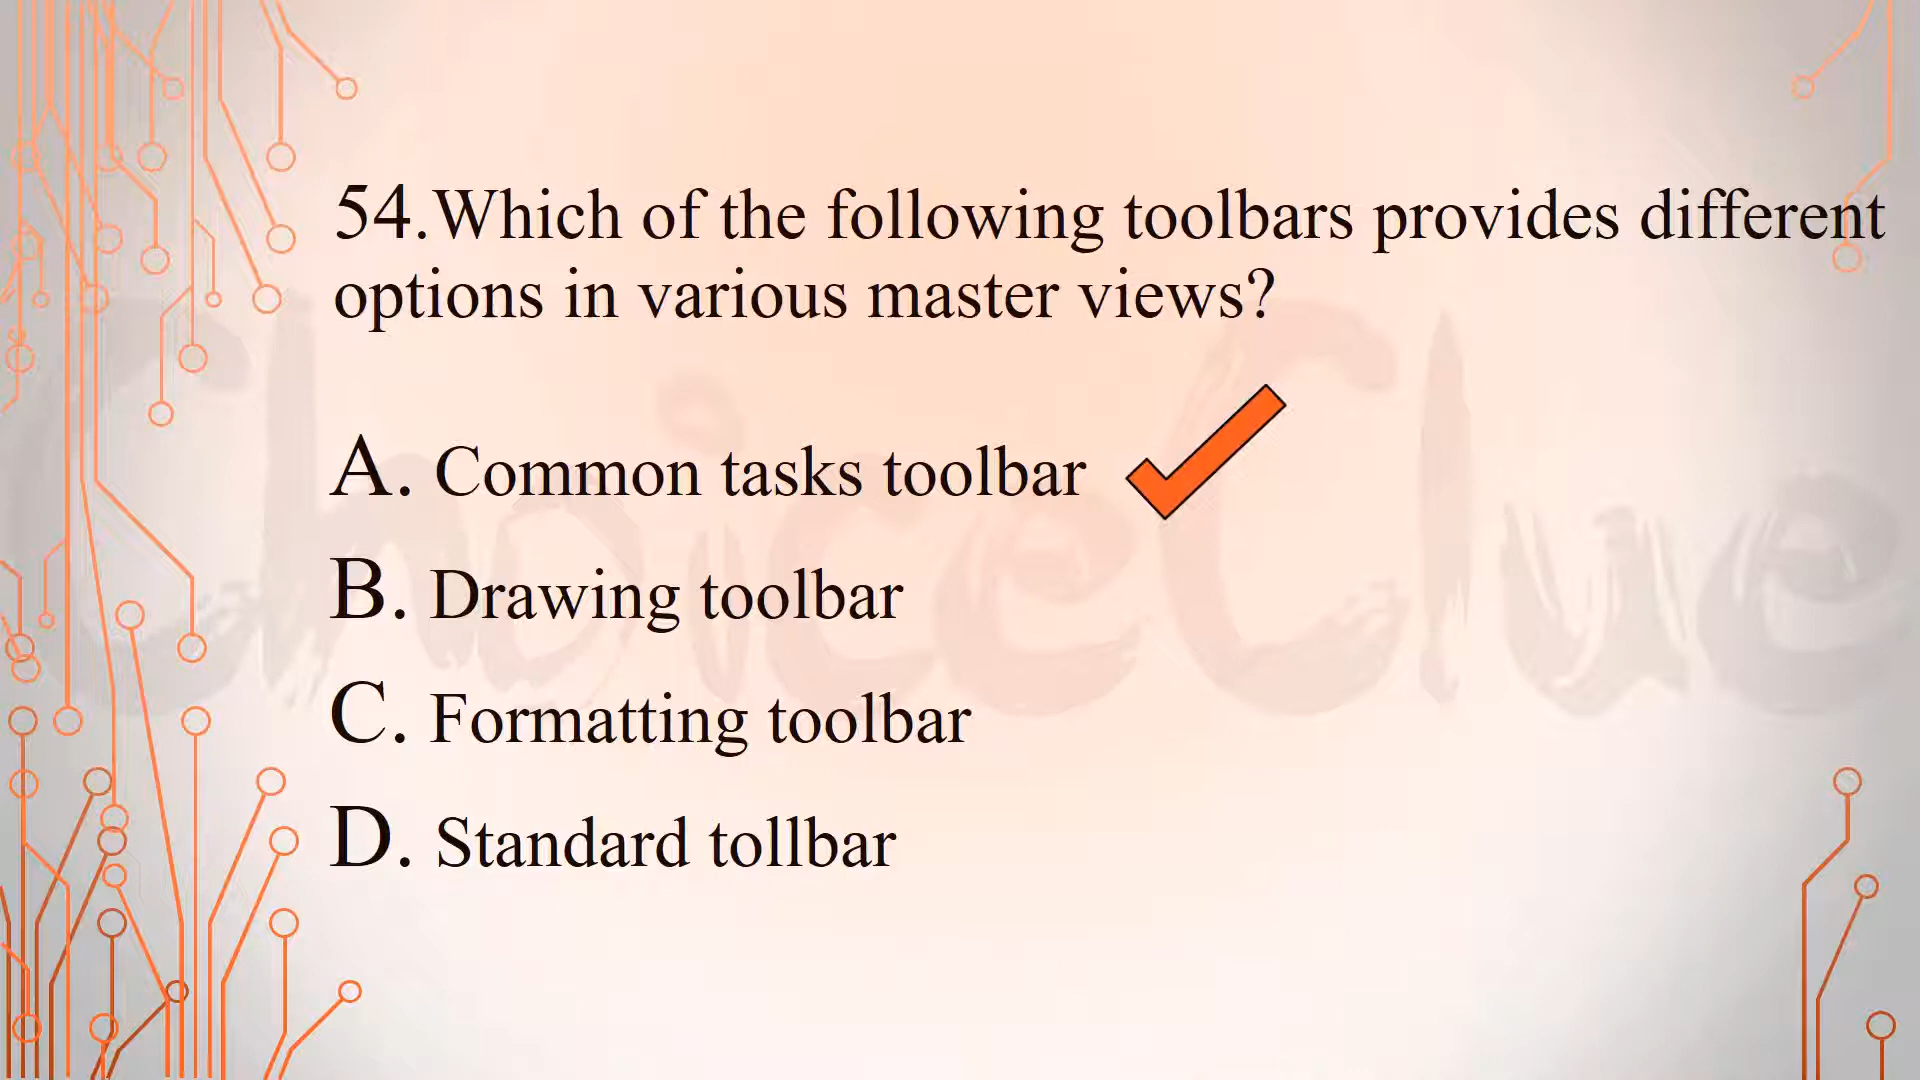 54.Which of the following toolbars provides different
options in various master views?
A. Common tasks toolbar
B. Drawing toolbar
C. Formatting toolbar
D. Standard tollbar
ChoiceClue